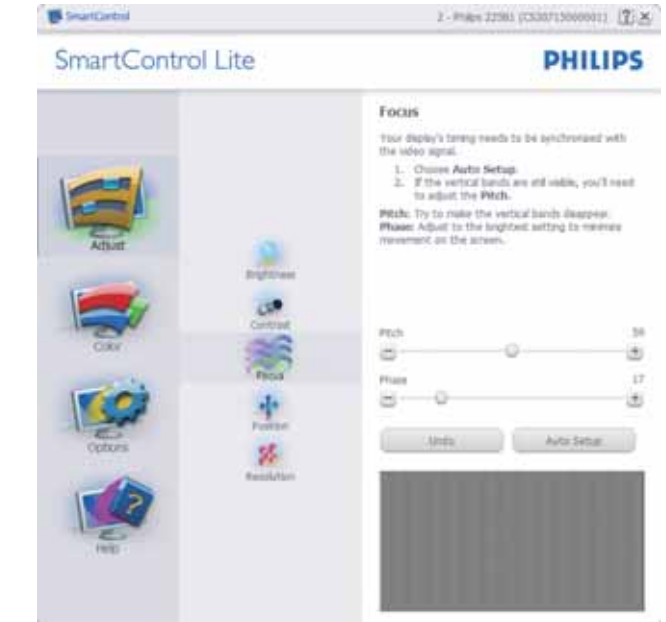 SmartControl
2 - Philips 225B1 (CS2071300000011)
SmartControl Lite
PHILIPS
Adjust
Color
Options
Help
Brightness
Contrast
Focus
Position
Resolution
Focus
Your display's timing needs to be synchronized with
the video signal.
1. Choose Auto Setup.
2. If the vertical bands are still visible, you'll need
to adjust the Pitch.
Pitch: Try to make the vertical bands disappear.
Phase: Adjust to the brightest setting to minimize
movement on the screen.
Pitch 50
Phase 17
Undo Auto Setup